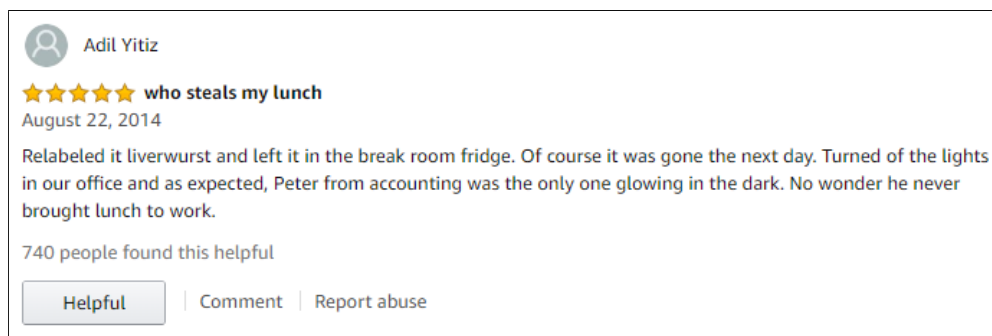 Adil Yitiz
who steals my lunch
August 22, 2014
Relabeled it liverwurst and left it in the break room fridge. Of course it was gone the next day. Turned of the lights
in our office and as expected, Peter from accounting was the only one glowing in the dark. No wonder he never
brought lunch to work.
740 people found this helpful
Helpful Comment Report abuse